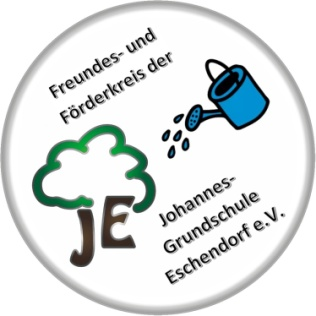 Freundes- und
Förderkreis der
JE
Johannes-
Grundschule
Eschendorf e.V.